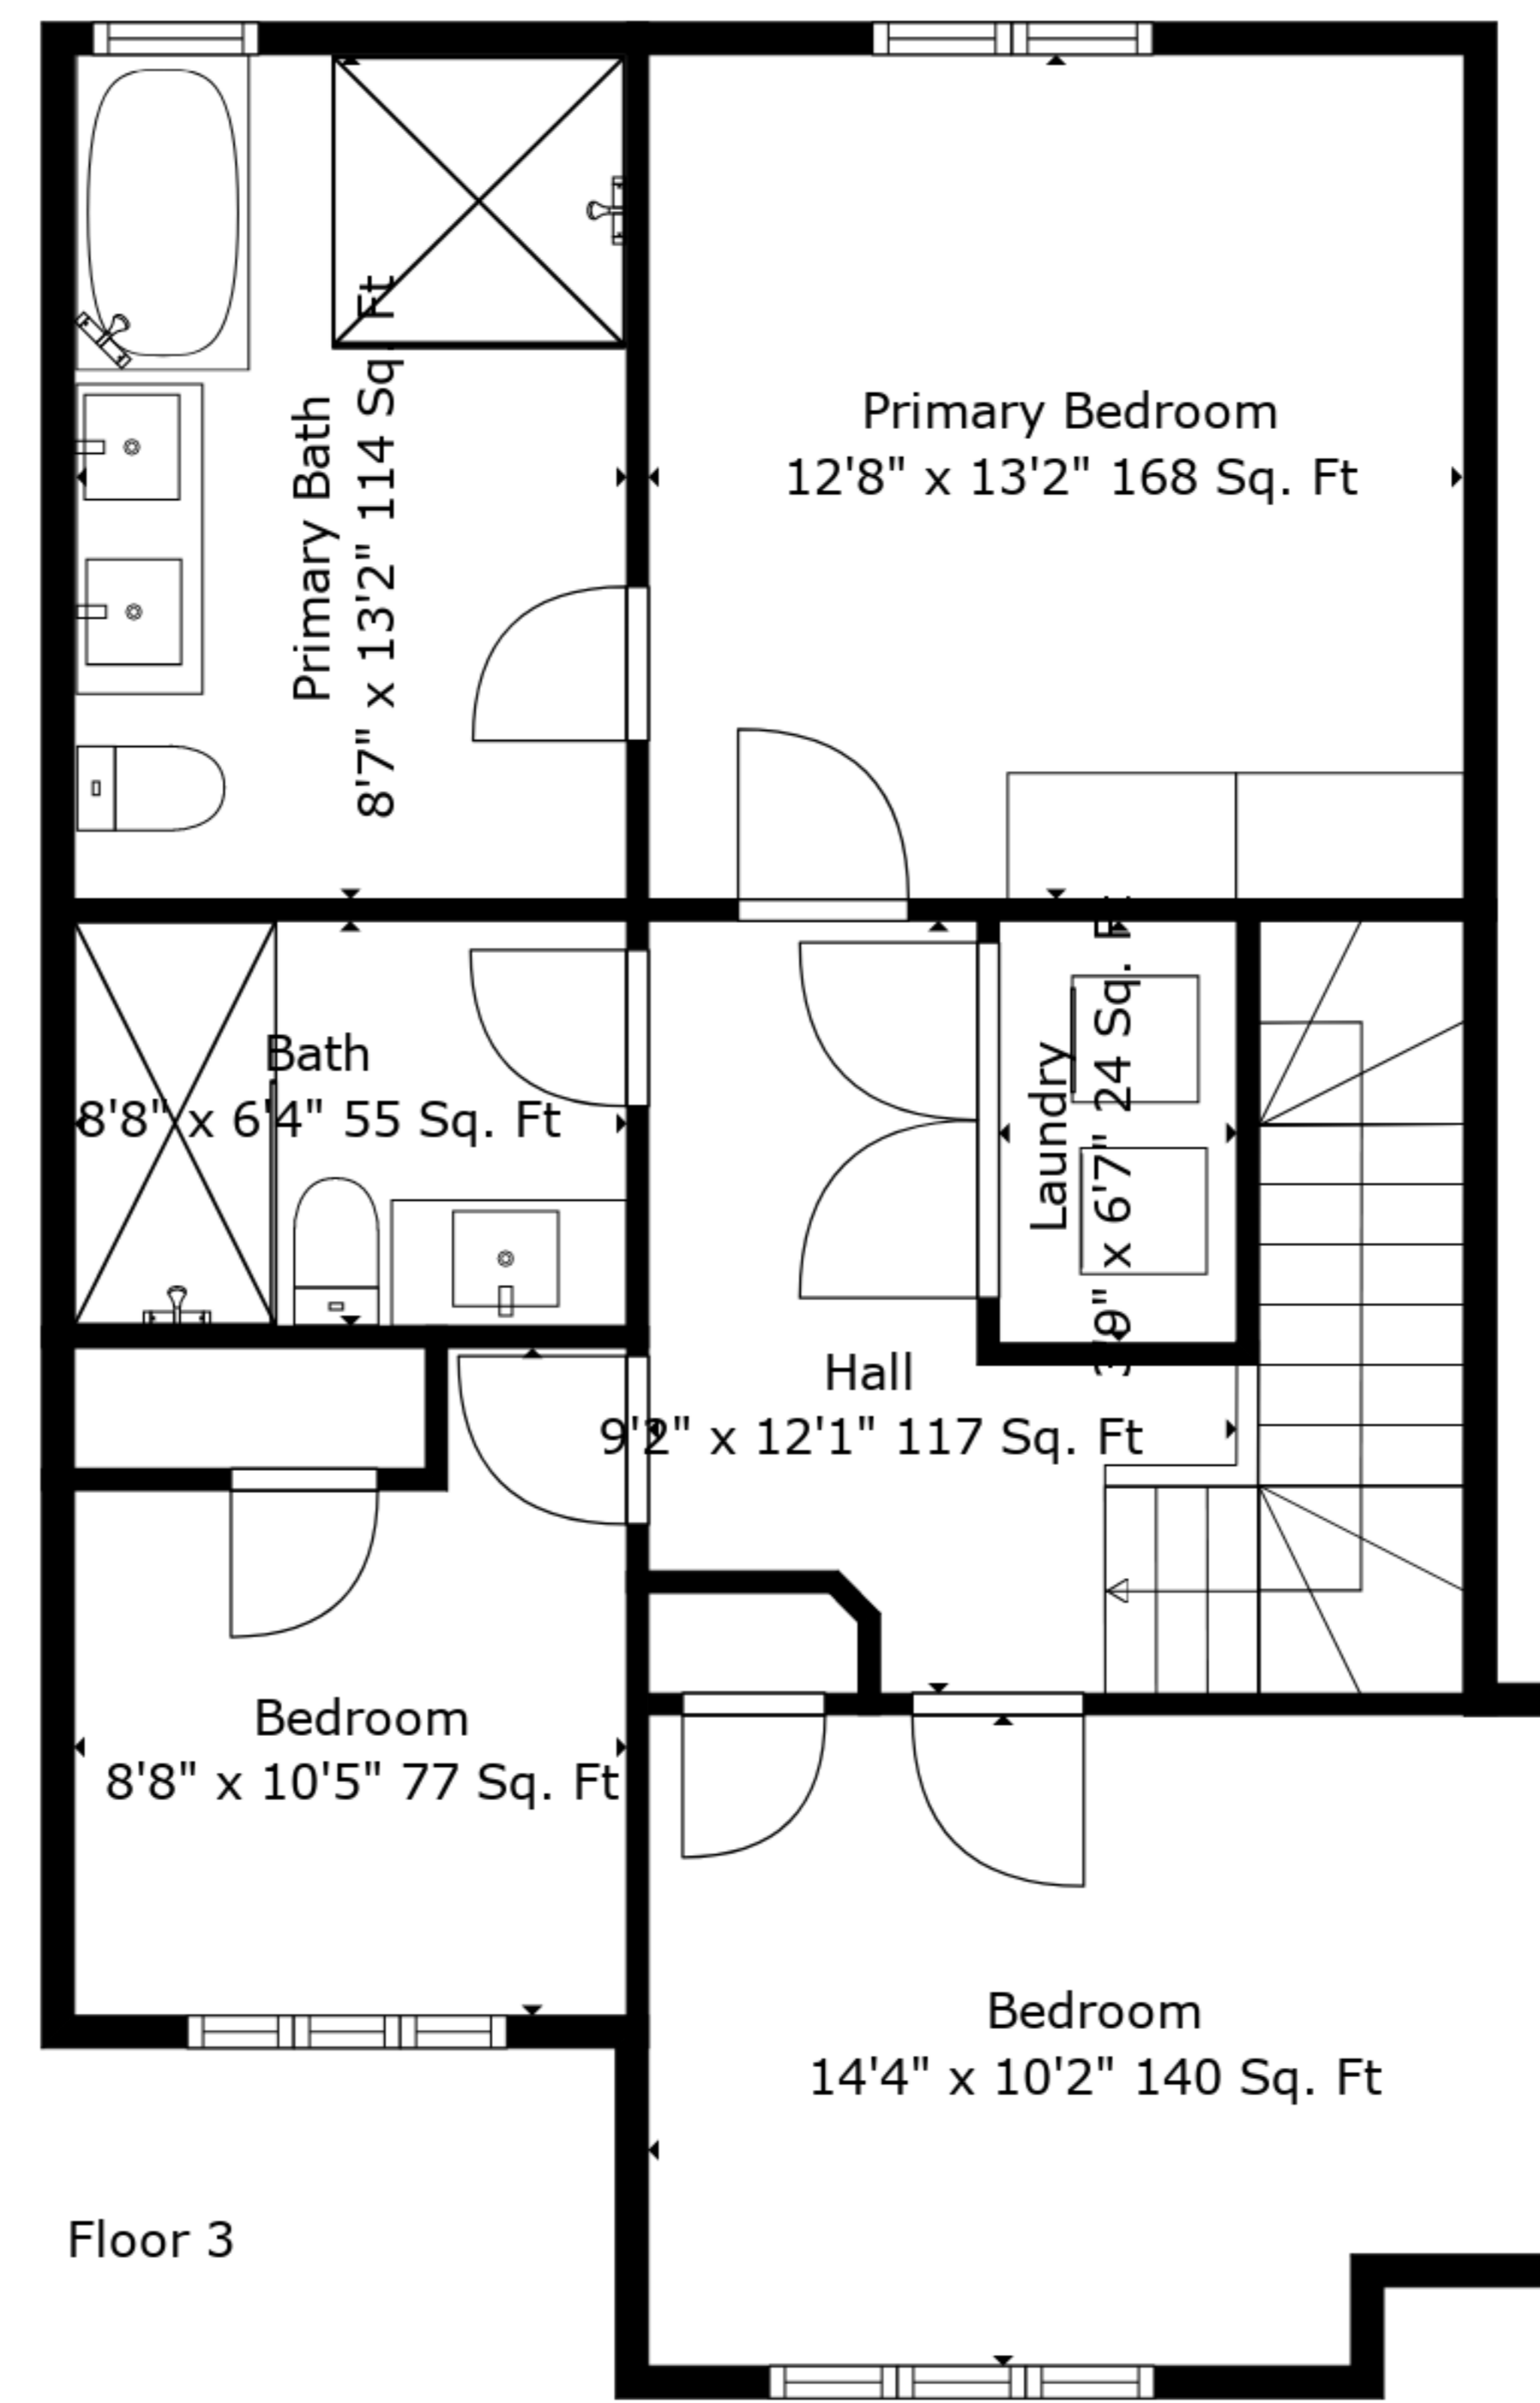 Primary Bath
8'7" x 13'2" 114 Sq. Ft
Primary Bedroom
12'8" x 13'2" 168 Sq. Ft
Bath
8'8" x 6'4" 55 Sq. Ft
Laundry
3'9" x 6'7" 24 Sq. Ft
Hall
9'2" x 12'1" 117 Sq. Ft
Bedroom
8'8" x 10'5" 77 Sq. Ft
Bedroom
14'4" x 10'2" 140 Sq. Ft
Floor 3